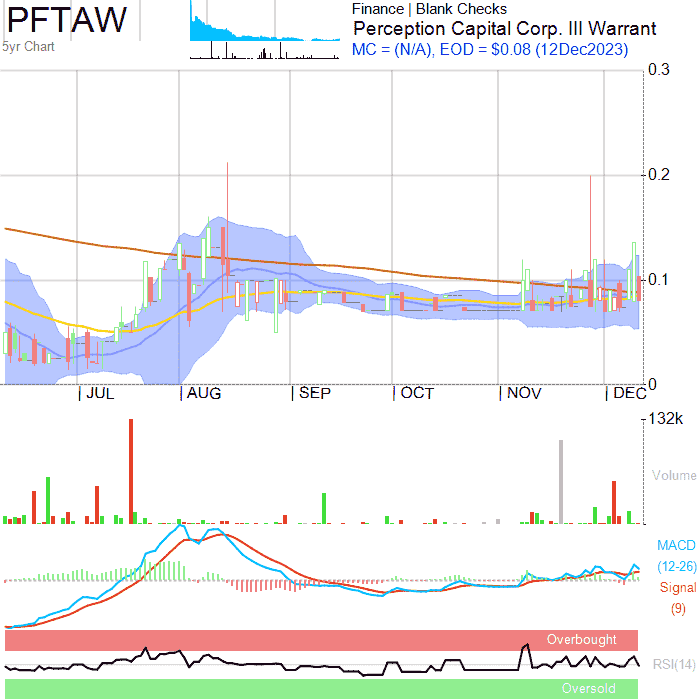 PFTAW
5yr Chart
Finance | Blank Checks
Perception Capital Corp. III Warrant
MC = (N/A), EOD = $0.08 (12Dec2023)
0.3
0.2
0.1
0
JUL
AUG
SEP
OCT
NOV
DEC
132k
Volume
MACD
(12-26)
Signal
(9)
Overbought
RSI(14)
Oversold